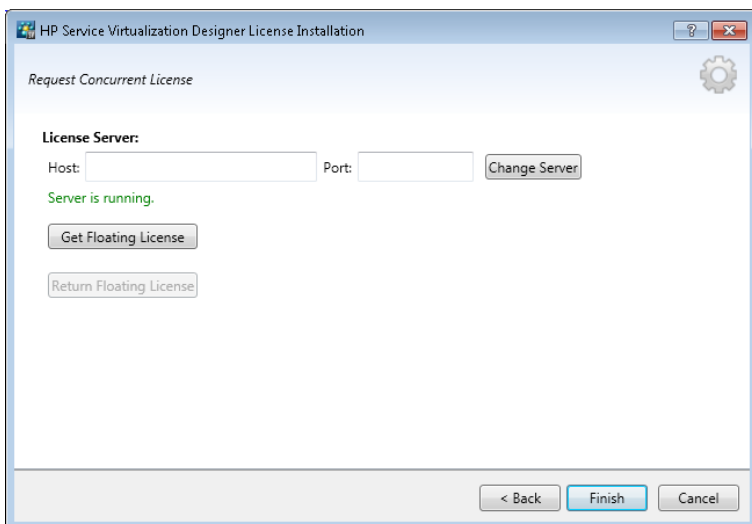 HP Service Virtualization Designer License Installation
Request Concurrent License
License Server:
Host: Port: Change Server
Server is running.
Get Floating License
Return Floating License
< Back Finish Cancel